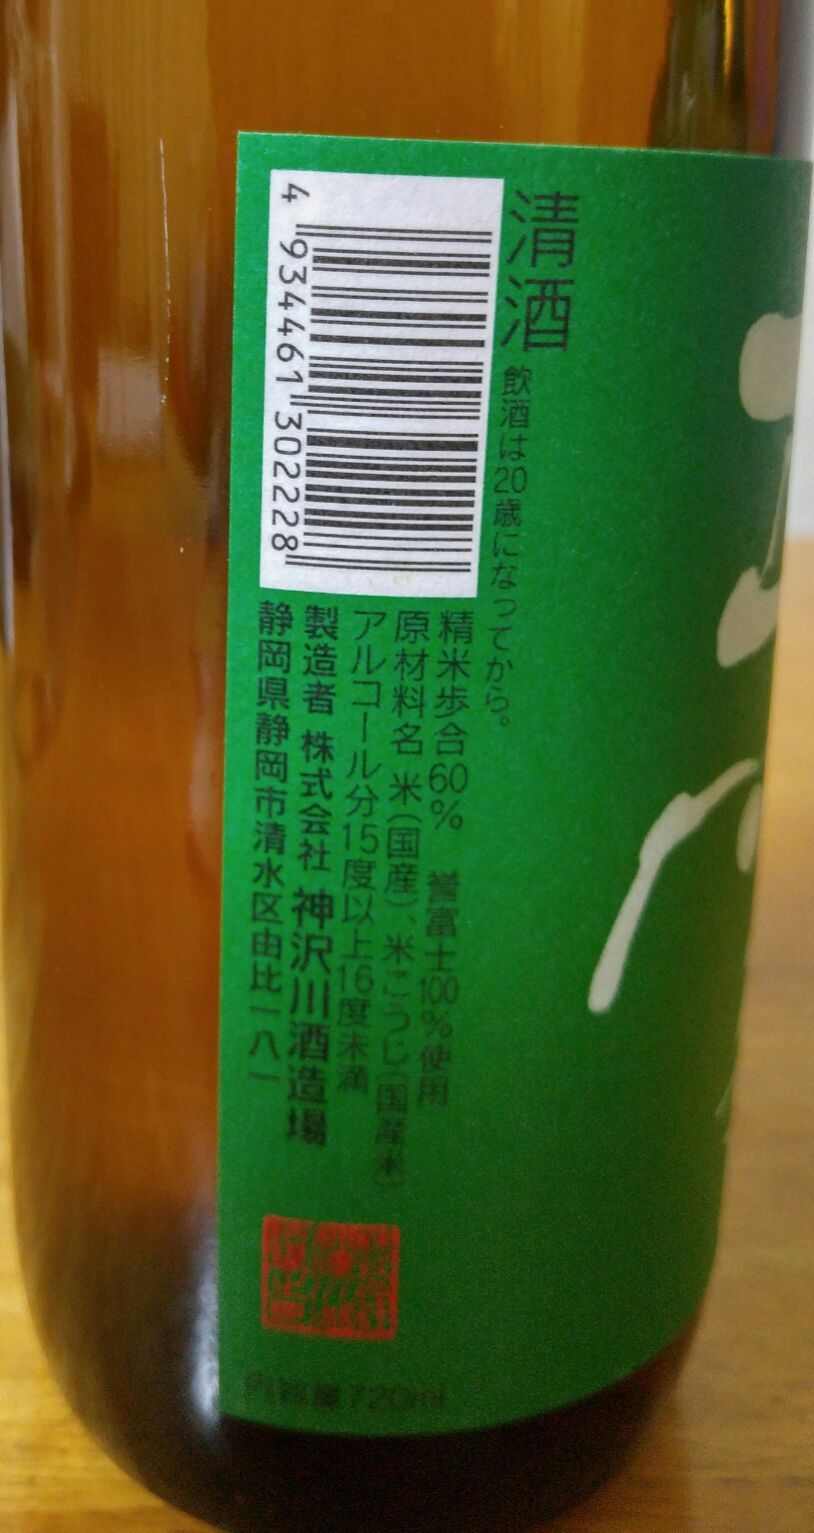 清酒
飲酒は20歳になってから。
4 934461 302228
精米歩合60% 誉富士100%使用
原材料名 米(国産)、米こうじ(国産米)
アルコール分15度以上16度未満
製造者 株式会社 神沢川酒造場
静岡県静岡市清水区由比一八一
内容量720ml